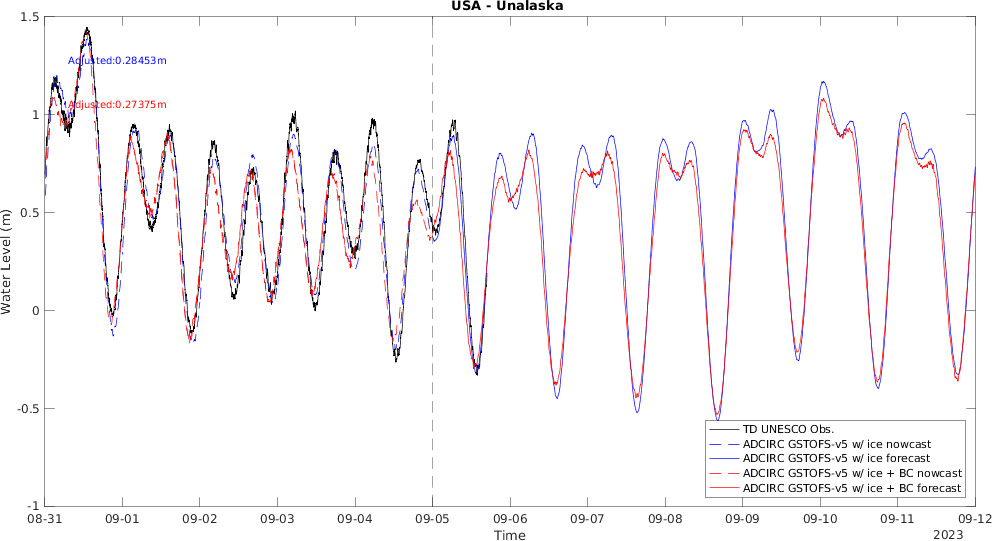 USA - Unalaska
1.5
1
0.5
0
-0.5
-1
Water Level (m)
Adjusted:0.28453m
Adjusted:0.27375m
TD UNESCO Obs.
ADCIRC GSTOFS-v5 w/ ice nowcast
ADCIRC GSTOFS-v5 w/ ice forecast
ADCIRC GSTOFS-v5 w/ ice + BC nowcast
ADCIRC GSTOFS-v5 w/ ice + BC forecast
08-31 09-01 09-02 09-03 09-04 09-05 09-06 09-07 09-08 09-09 09-10 09-11 09-12
Time
2023